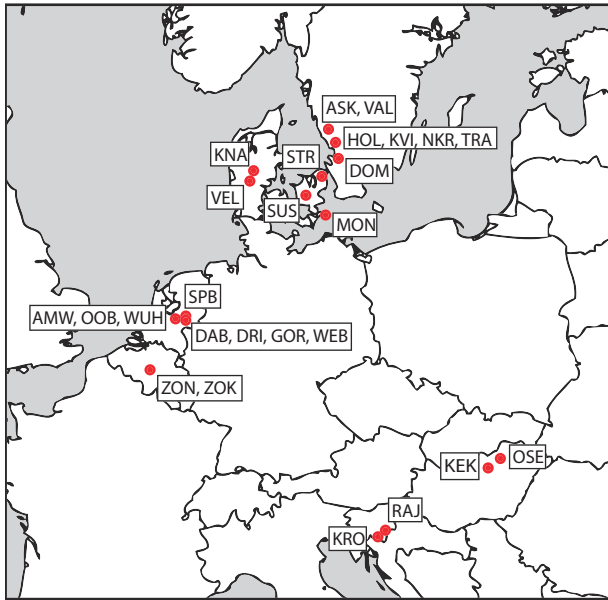 ASK, VAL
HOL, KVI, NKR, TRA
KNA
STR
DOM
VEL
SUS
MON
SPB
AMW, OOB, WUH
DAB, DRI, GOR, WEB
ZON, ZOK
OSE
KEK
RAJ
KRO